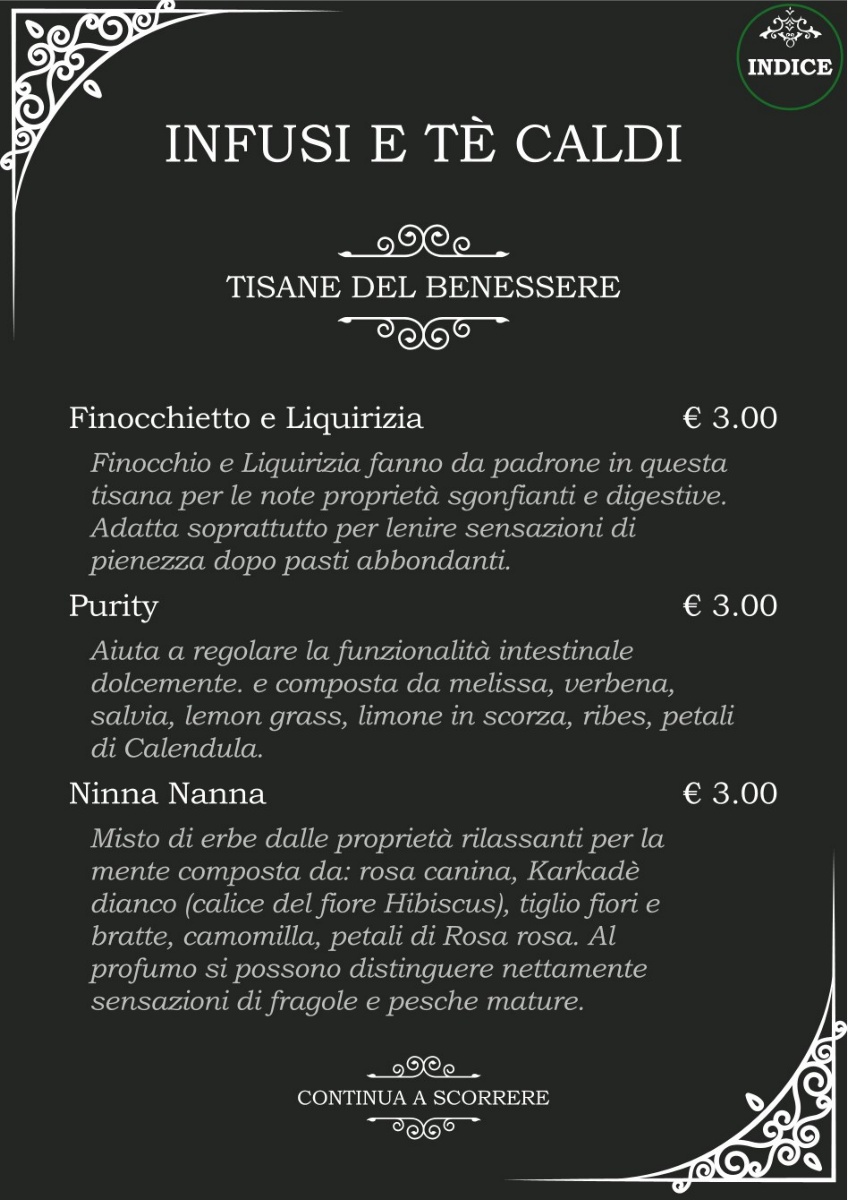 INDICE
INFUSI E TÈ CALDI
TISANE DEL BENESSERE
Finocchietto e Liquirizia € 3.00
Finocchio e Liquirizia fanno da padrone in questa
tisana per le note proprietà sgonfianti e digestive.
Adatta soprattutto per lenire sensazioni di
pienezza dopo pasti abbondanti.
Purity € 3.00
Aiuta a regolare la funzionalità intestinale
dolcemente. e composta da melissa, verbena,
salvia, lemon grass, limone in scorza, ribes, petali
di Calendula.
Ninna Nanna € 3.00
Misto di erbe dalle proprietà rilassanti per la
mente composta da: rosa canina, Karkadè
dianco (calice del fiore Hibiscus), tiglio fiori e
bratte, camomilla, petali di Rosa rosa. Al
profumo si possono distinguere nettamente
sensazioni di fragole e pesche mature.
CONTINUA A SCORRERE